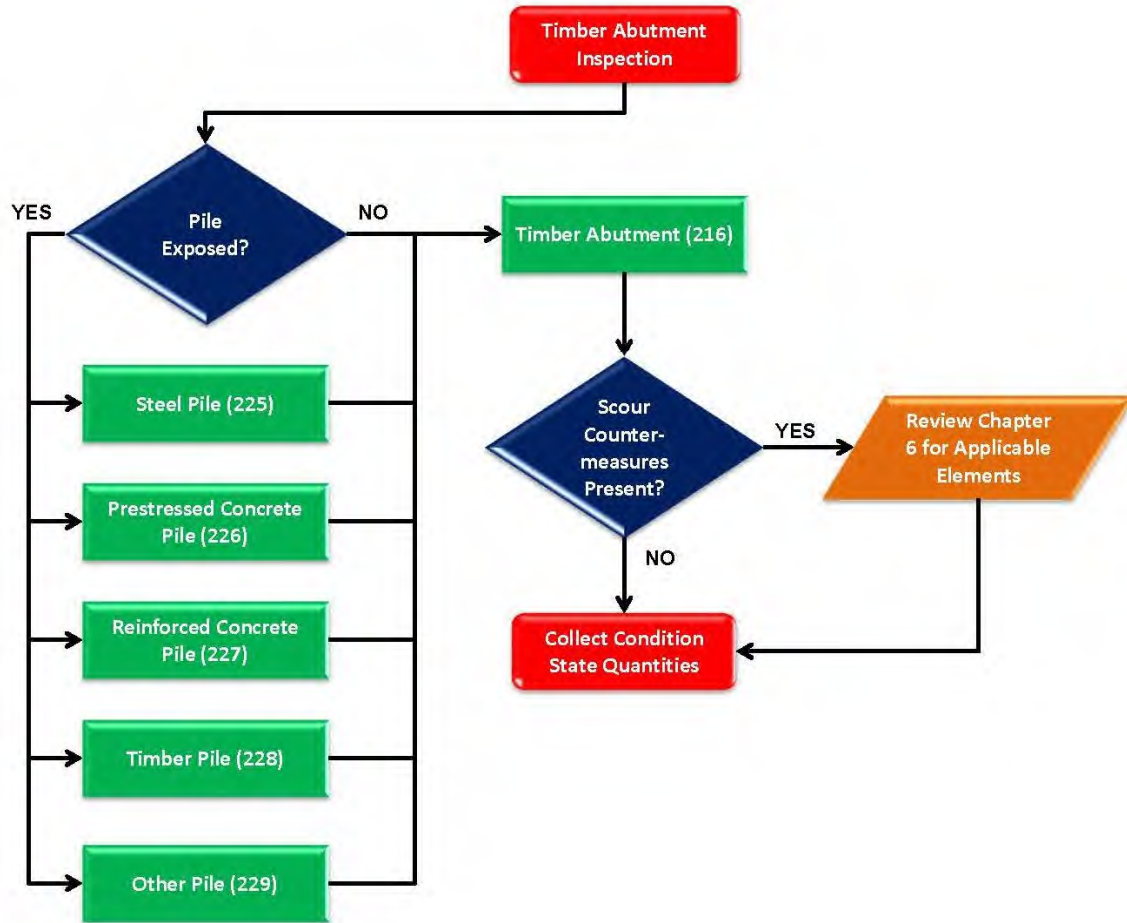 Timber Abutment
Inspection
YES
Pile
Exposed?
NO
Timber Abutment (216)
Steel Pile (225)
Prestressed Concrete
Pile (226)
Reinforced Concrete
Pile (227)
Timber Pile (228)
Other Pile (229)
Scour
Counter-
measures
Present?
YES
Review Chapter
6 for Applicable
Elements
NO
Collect Condition
State Quantities